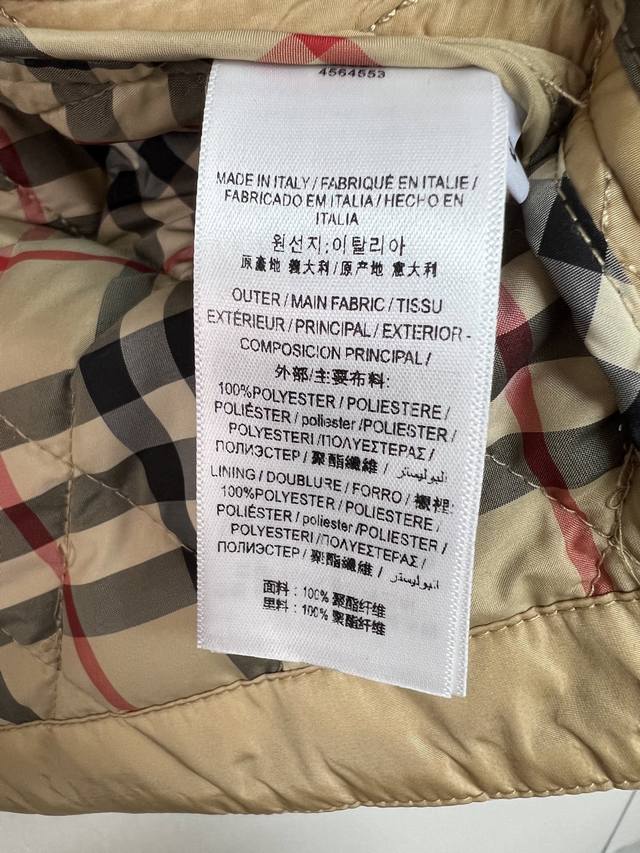 4564553
MADE IN ITALY / FABRIQUÉ EN ITALIE /
FABRICADO EM ITALIA / HECHO EN
ITALIA
원선지:이탈리아
原產地 義大利 / 原产地 意大利
OUTER / MAIN FABRIC / TISSU
EXTÉRIEUR / PRINCIPAL / EXTERIOR -
COMPOSICION PRINCIPAL /
外部/主要布料:
100%POLYESTER / POLIESTERE /
POLIÉSTER / poliester /POLIESTER /
POLYESTERI /ΠΟΛΥΕΣΤΕΡΑΣ /
ПОЛИЭСТЕР / 聚酯纖維 / البوليستر
LINING / DOUBLURE / FORRO / 襯裡:
100%POLYESTER / POLIESTERE /
POLIÉSTER / poliester /POLIESTER /
POLYESTERI /ΠΟΛΥΕΣΤΕΡΑΣ /
ПОЛИЭСТЕР / 聚酯纖維 / البوليستر
面料: 100% 聚酯纤维
里料: 100% 聚酯纤维